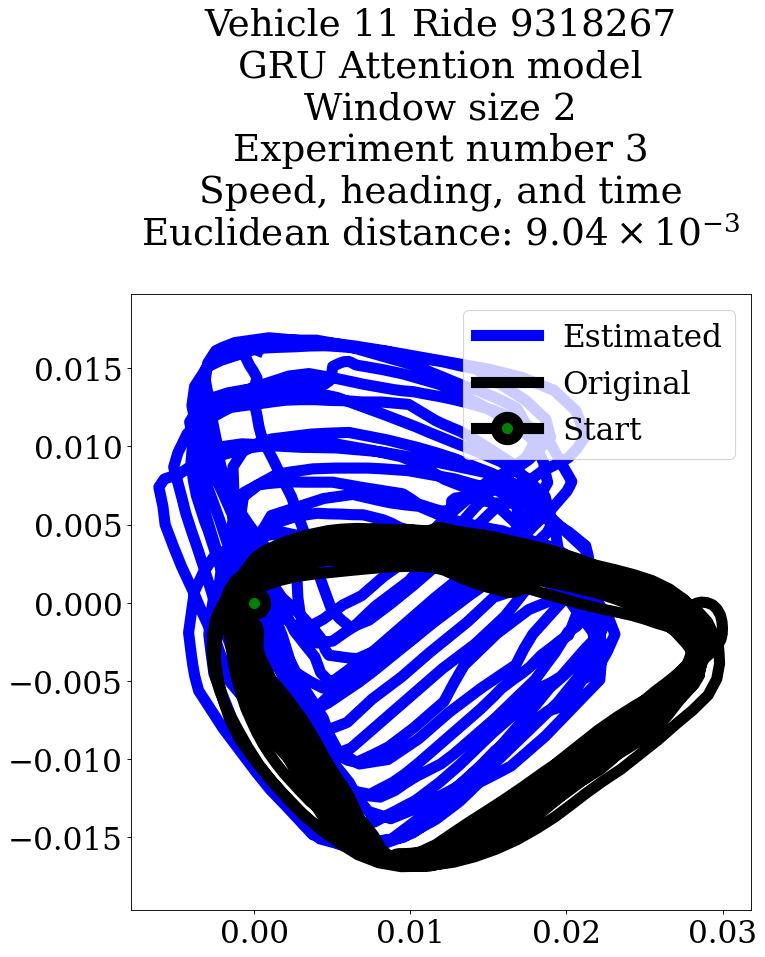 Vehicle 11 Ride 9318267
GRU Attention model
Window size 2
Experiment number 3
Speed, heading, and time
Euclidean distance: 9.04 × 10⁻³
Estimated
Original
Start
0.015
0.010
0.005
0.000
−0.005
−0.010
−0.015
0.00 0.01 0.02 0.03